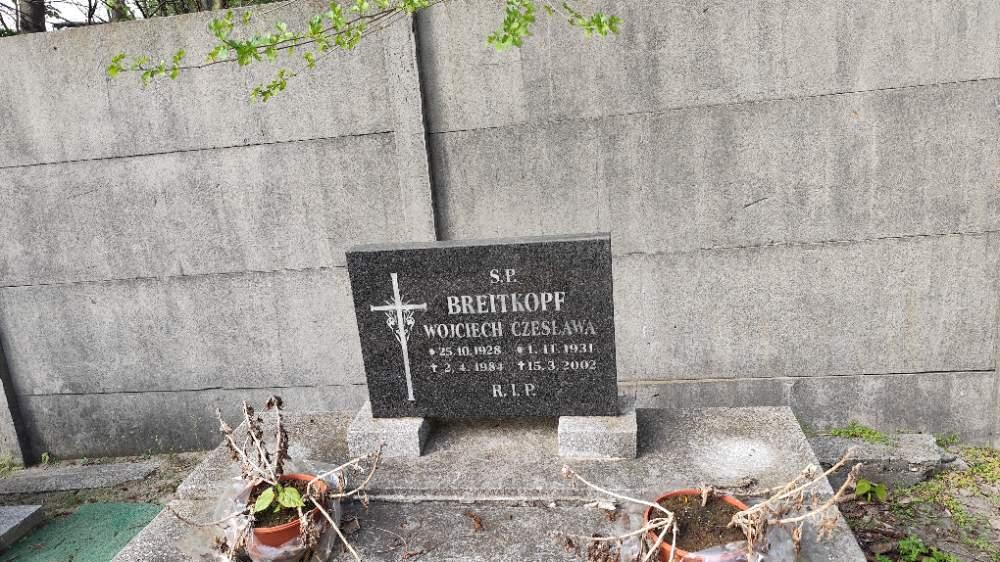 S.P.
BREITKOPF
WOJCIECH CZESŁAWA
* 25.10.1928 * 1.11.1931
† 2.4.1984 † 15.3.2002
R.I.P.